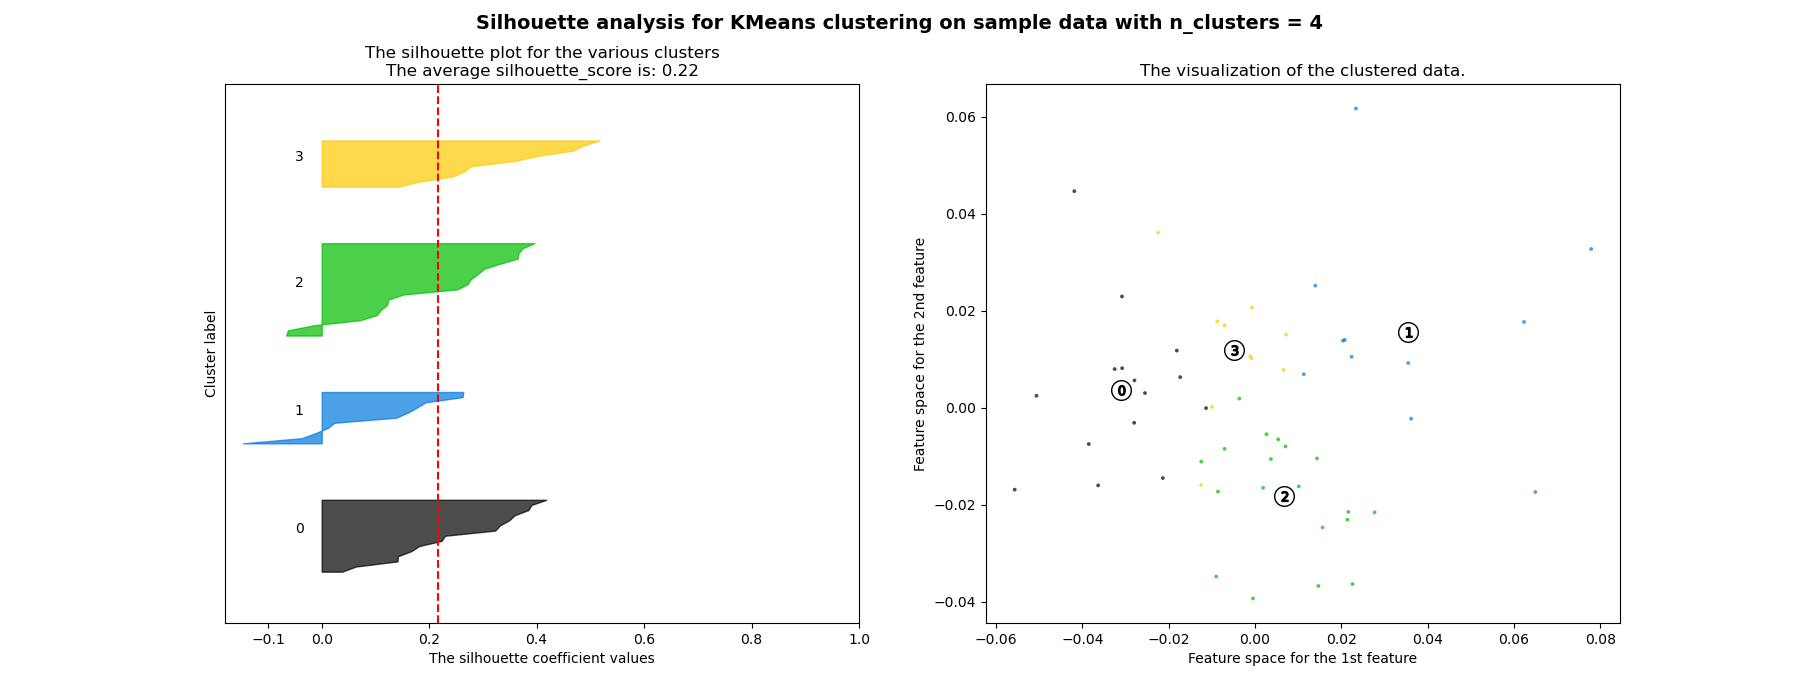 Silhouette analysis for KMeans clustering on sample data with n_clusters = 4
The silhouette plot for the various clusters
The average silhouette_score is: 0.22
3
2
1
0
Cluster label
−0.1 0.0 0.2 0.4 0.6 0.8 1.0
The silhouette coefficient values
The visualization of the clustered data.
0.06
0.04
0.02
0.00
−0.02
−0.04
Feature space for the 2nd feature
1
3
0
2
−0.06 −0.04 −0.02 0.00 0.02 0.04 0.06 0.08
Feature space for the 1st feature